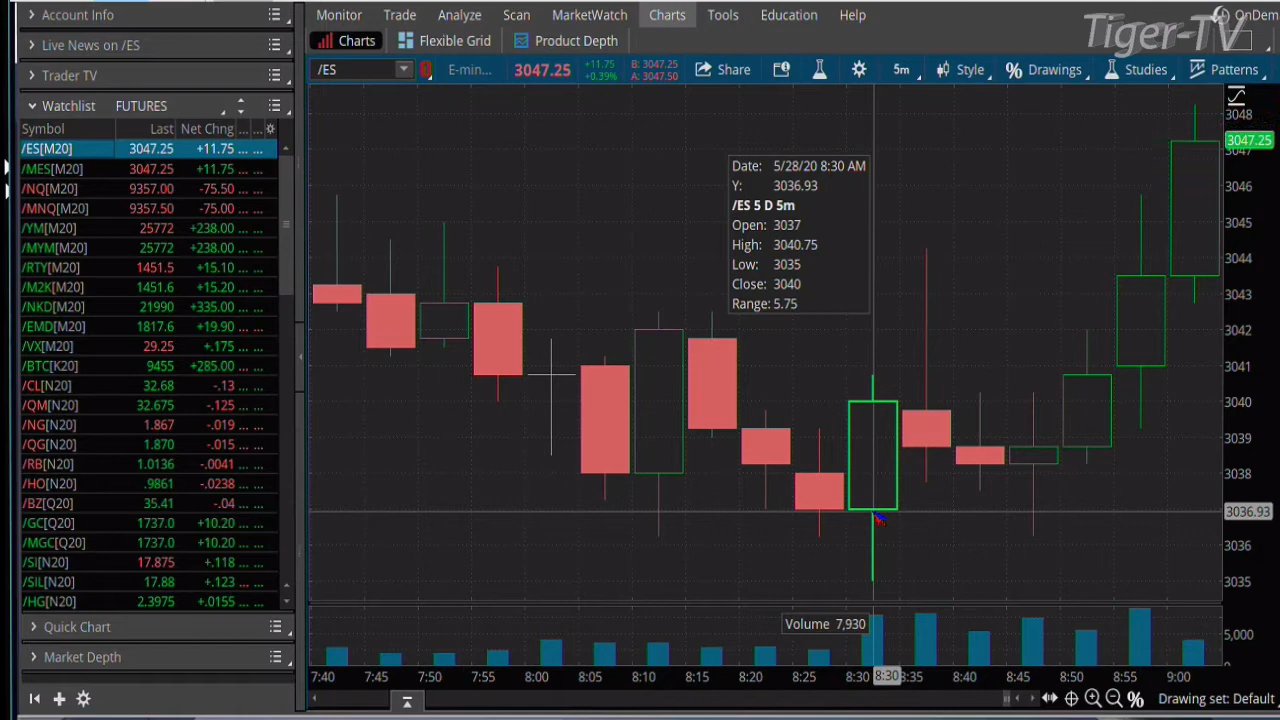 Account Info
Live News on /ES
Trader TV
Watchlist FUTURES
Symbol Last Net Chng ... ...
/ES[M20] 3047.25 +11.75 ... ...
/MES[M20] 3047.25 +11.75 ... ...
/NQ[M20] 9357.00 -75.50 ... ...
/MNQ[M20] 9357.50 -75.00 ... ...
/YM[M20] 25772 +238.00 ... ...
/MYM[M20] 25772 +238.00 ... ...
/RTY[M20] 1451.5 +15.10 ... ...
/M2K[M20] 1451.6 +15.20 ... ...
/NKD[M20] 21990 +335.00 ... ...
/EMD[M20] 1817.6 +19.90 ... ...
/VX[M20] 29.25 +.175 ... ...
/BTC[K20] 9455 +285.00 ... ...
/CL[N20] 32.68 -.13 ... ...
/QM[N20] 32.675 -.125 ... ...
/NG[N20] 1.867 -.019 ... ...
/QG[N20] 1.870 -.015 ... ...
/RB[N20] 1.0136 -.0041 ... ...
/HO[N20] .9861 -.0238 ... ...
/BZ[Q20] 35.41 -.04 ... ...
/GC[Q20] 1737.0 +10.20 ... ...
/MGC[Q20] 1737.0 +10.20 ... ...
/SI[N20] 17.875 +.118 ... ...
/SIL[N20] 17.88 +.123 ... ...
/HG[N20] 2.3975 +.0155 ... ...
Quick Chart
Market Depth
Monitor Trade Analyze Scan MarketWatch Charts Tools Education Help
OnDem
Tiger-TV
Charts Flexible Grid Product Depth
/ES E-min... 3047.25 +11.75 +0.39% B: 3047.25 A: 3047.50 Share 5m Style Drawings Studies Patterns
Date: 5/28/20 8:30 AM
Y: 3036.93
/ES 5 D 5m
Open: 3037
High: 3040.75
Low: 3035
Close: 3040
Range: 5.75
3048
3047.25
3047
3046
3045
3044
3043
3042
3041
3040
3039
3038
3036.93
3036
3035
Volume 7,930
5,000
7:40 7:45 7:50 7:55 8:00 8:05 8:10 8:15 8:20 8:25 8:30 8:35 8:40 8:45 8:50 8:55 9:00
Drawing set: Default